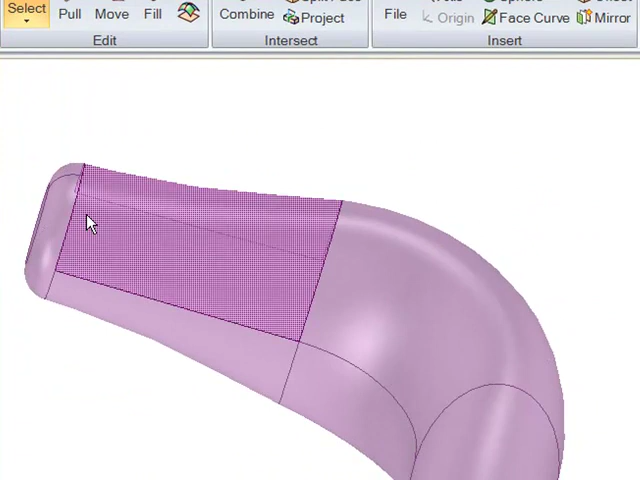 Select
Pull
Move
Fill
Combine
Split Face
Project
File
Origin
Sphere
Face Curve
Mirror
Edit
Intersect
Insert